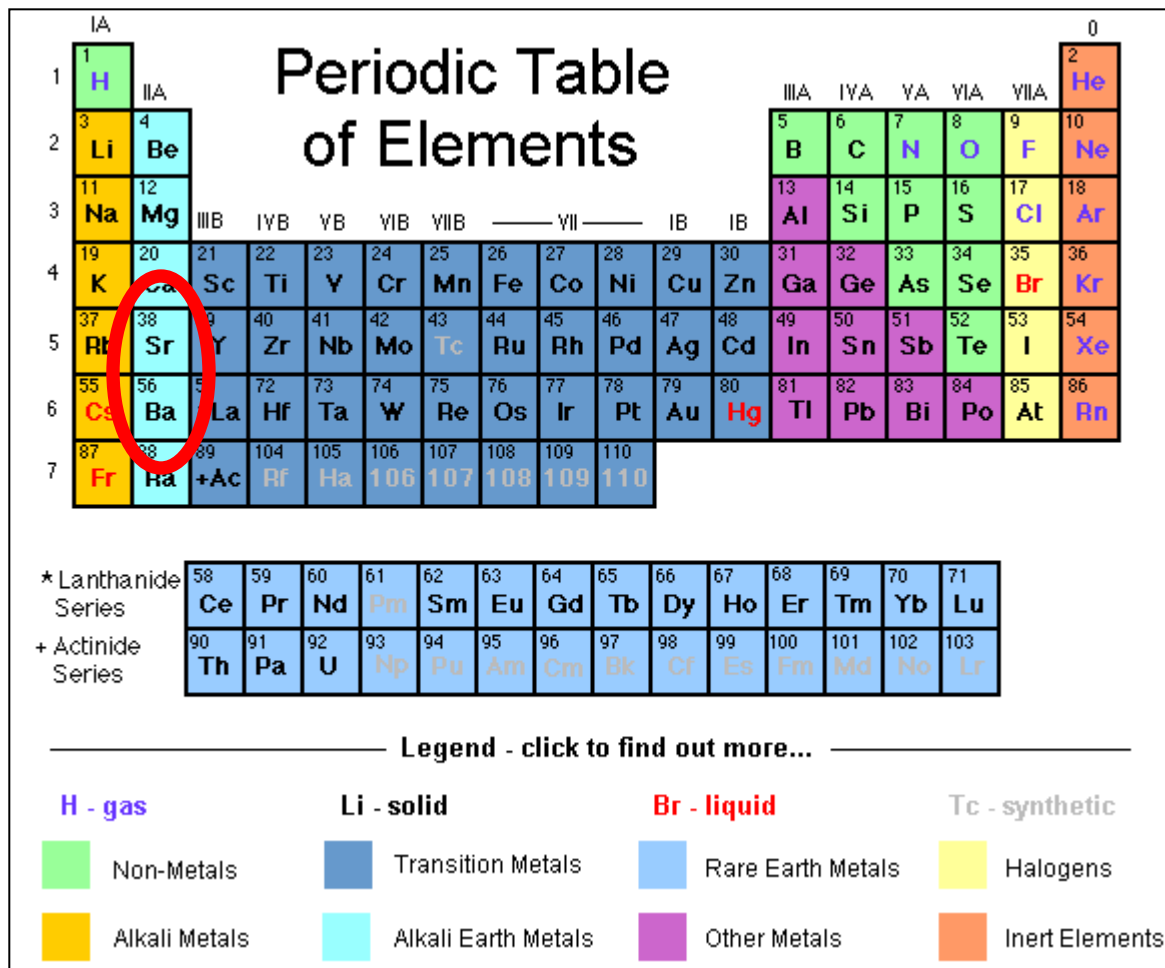 IA 0
1 2
1 H Periodic Table He
IIA IIIA IVA VA VIA VIIA
3 4 5 6 7 8 9 10
2 Li Be of Elements B C N O F Ne
11 12 13 14 15 16 17 18
3 Na Mg IIIB IVB VB VIB VIIB VII IB IB Al Si P S Cl Ar
19 20 21 22 23 24 25 26 27 28 29 30 31 32 33 34 35 36
4 K Ca Sc Ti V Cr Mn Fe Co Ni Cu Zn Ga Ge As Se Br Kr
37 38 40 41 42 43 44 45 46 47 48 49 50 51 52 53 54
5 Rb Sr Y Zr Nb Mo Tc Ru Rh Pd Ag Cd In Sn Sb Te I Xe
55 56 72 73 74 75 76 77 78 79 80 81 82 83 84 85 86
6 Cs Ba La Hf Ta W Re Os Ir Pt Au Hg Tl Pb Bi Po At Rn
87 88 89 104 105 106 107 108 109 110
7 Fr Ra +Ac Rf Ha 106 107 108 109 110
58 59 60 61 62 63 64 65 66 67 68 69 70 71
* Lanthanide Series Ce Pr Nd Pm Sm Eu Gd Tb Dy Ho Er Tm Yb Lu
90 91 92 93 94 95 96 97 98 99 100 101 102 103
+ Actinide Series Th Pa U Np Pu Am Cm Bk Cf Es Fm Md No Lr
Legend - click to find out more...
H - gas Li - solid Br - liquid Tc - synthetic
Non-Metals Transition Metals Rare Earth Metals Halogens
Alkali Metals Alkali Earth Metals Other Metals Inert Elements